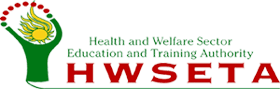 Health and Welfare Sector
Education and Training Authority
HWSETA